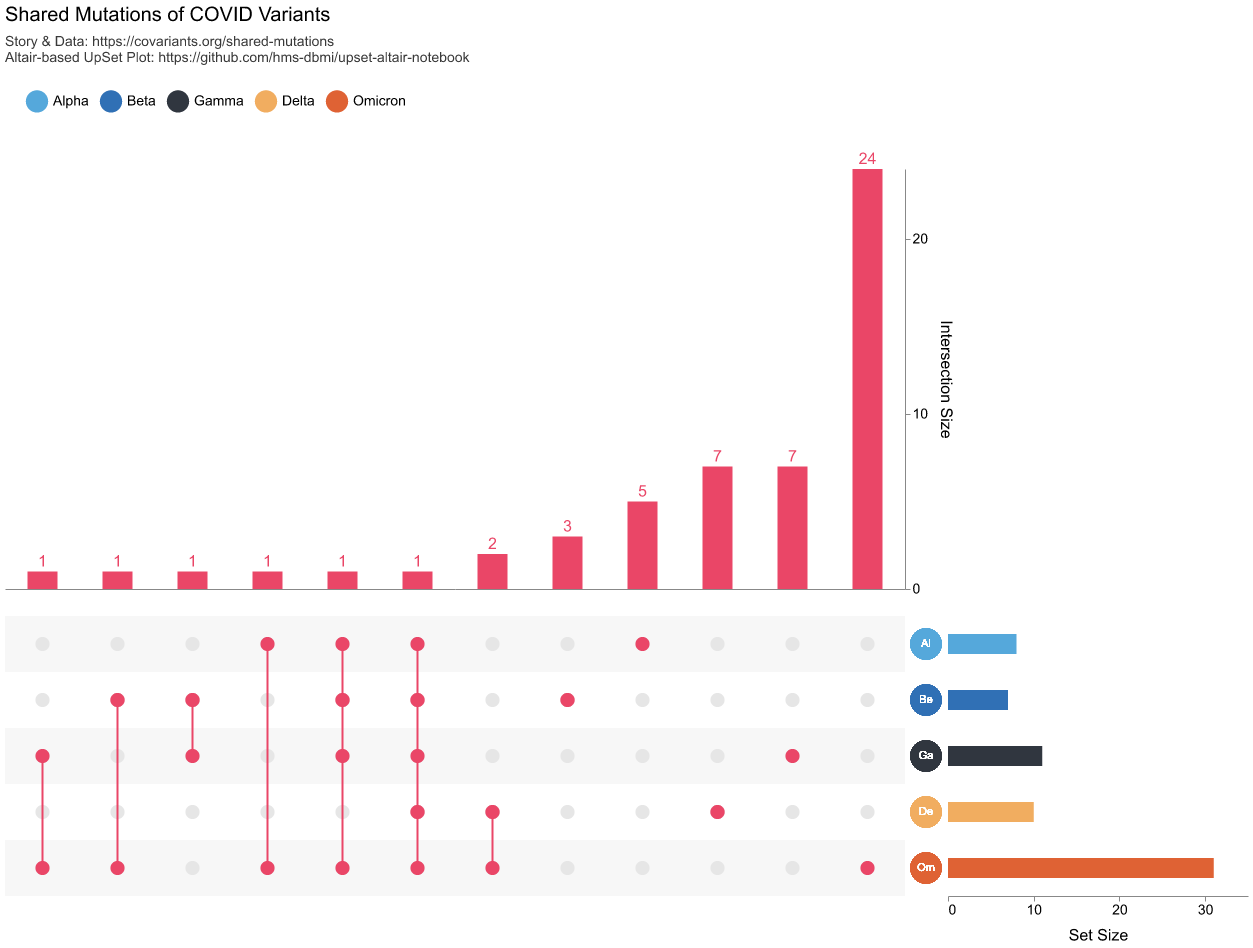 Shared Mutations of COVID Variants
Story & Data: https://covariants.org/shared-mutations
Altair-based UpSet Plot: https://github.com/hms-dbmi/upset-altair-notebook
Alpha Beta Gamma Delta Omicron
24
20
Intersection Size
10
7 7
5
3
2
1 1 1 1 1 1
0
Al
Be
Ga
De
Om
0 10 20 30
Set Size